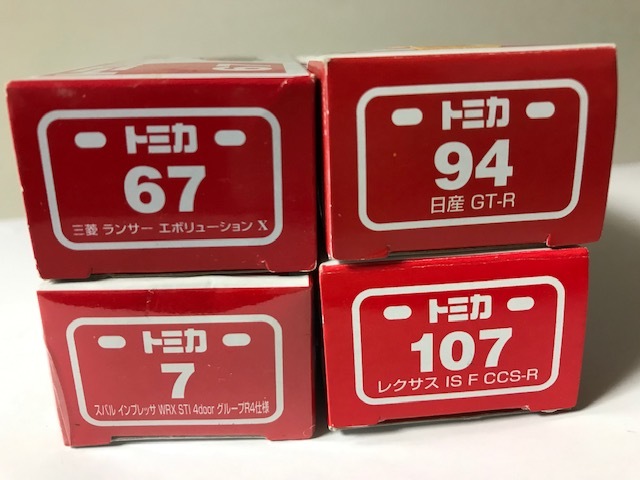 トミカ
67
三菱 ランサー エボリューション X
トミカ
94
日産 GT-R
トミカ
7
スバル インプレッサ WRX STI 4door グループR4仕様
トミカ
107
レクサス IS F CCS-R